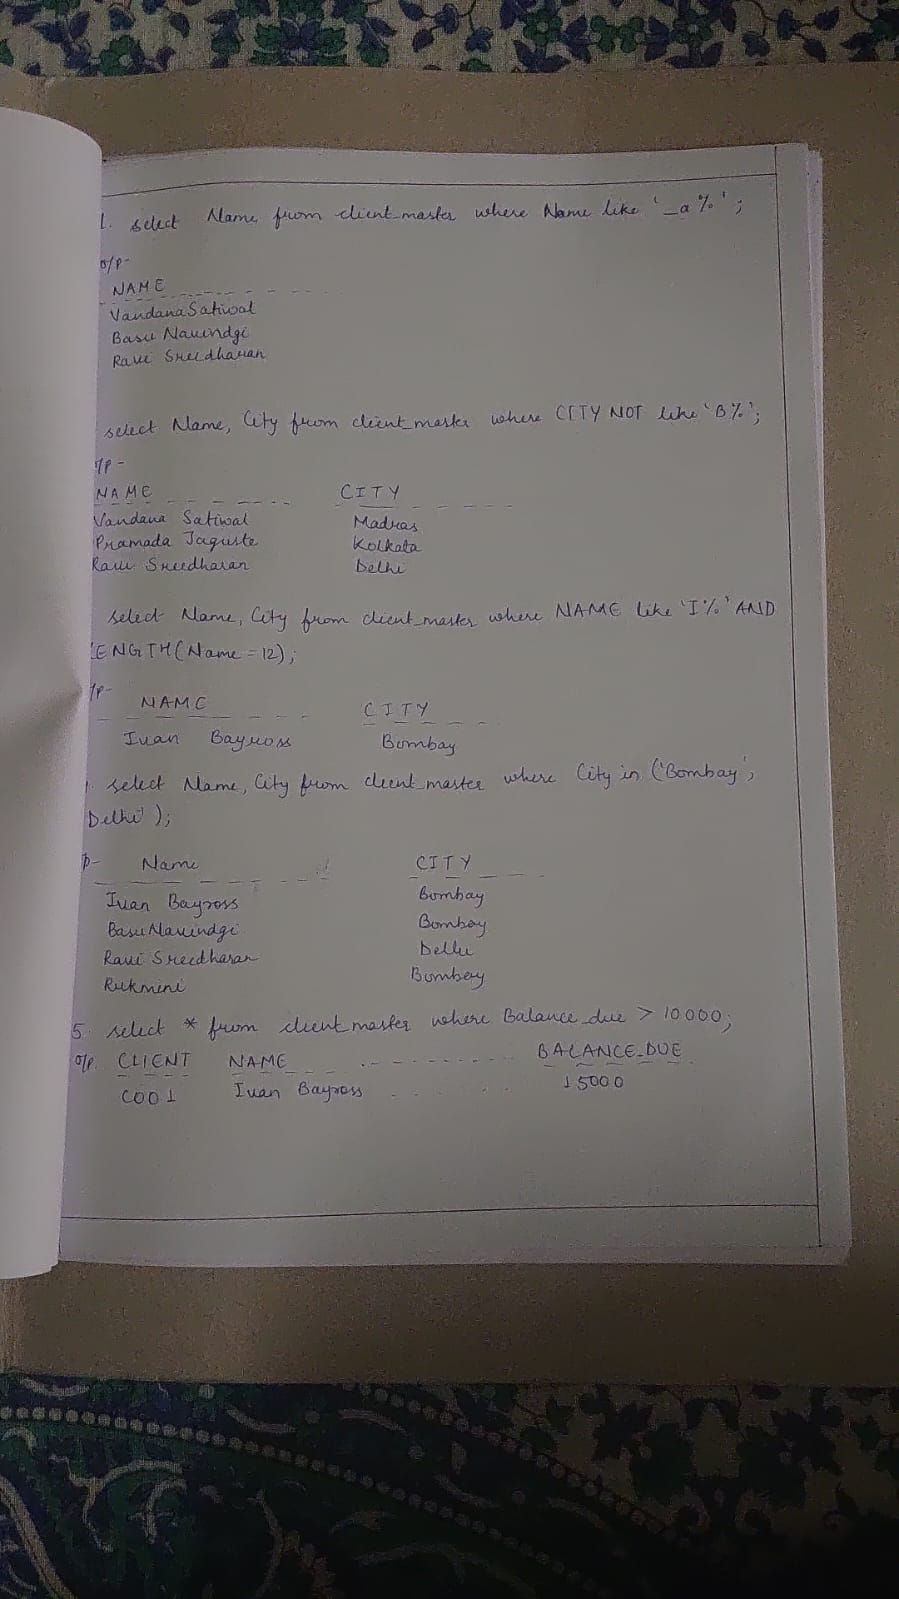 1. select Name from client_master where Name like '_a%';
o/p-
NAME
Vandana Satiwal
Basu Navindgi
Ravi Sreedharan
select Name, City from client_master where CITY NOT like 'B%';
/p-
NAME CITY
Vandana Satiwal Madras
Pramada Jaguste Kolkata
Ravi Sreedharan Delhi
select Name, City from client_master where NAME like 'I%' AND
LENGTH(Name = 12);
/p-
NAME CITY
Ivan Bayross Bombay
select Name, City from client_master where City in ('Bombay',
Delhi');
p- Name CITY
Ivan Bayross Bombay
Basu Navindgi Bombay
Ravi Sreedharan Delhi
Rukmini Bombay
5. select * from client_master where Balance_due > 10000;
o/p. CLIENT NAME BALANCE_DUE
C001 Ivan Bayross 15000